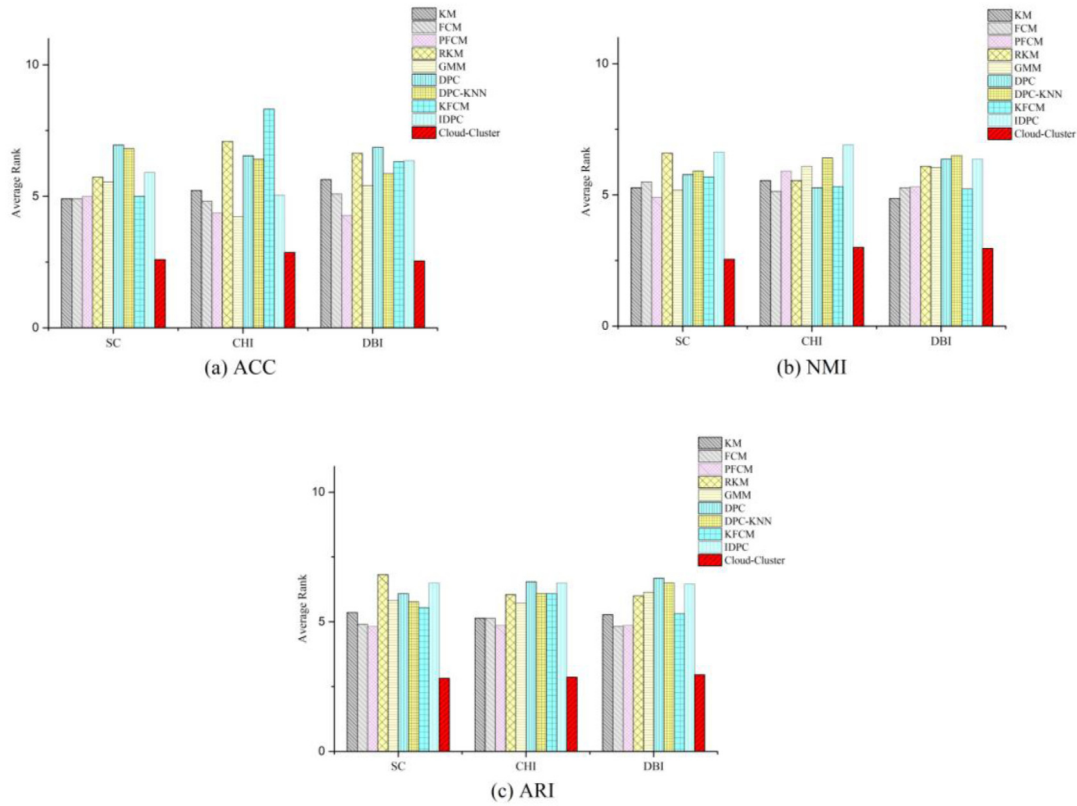 KM
FCM
PFCM
RKM
GMM
DPC
DPC-KNN
KFCM
IDPC
Cloud-Cluster
10
5
0
Average Rank
SC CHI DBI
(a) ACC
KM
FCM
PFCM
RKM
GMM
DPC
DPC-KNN
KFCM
IDPC
Cloud-Cluster
10
5
0
Average Rank
SC CHI DBI
(b) NMI
KM
FCM
PFCM
RKM
GMM
DPC
DPC-KNN
KFCM
IDPC
Cloud-Cluster
10
5
0
Average Rank
SC CHI DBI
(c) ARI